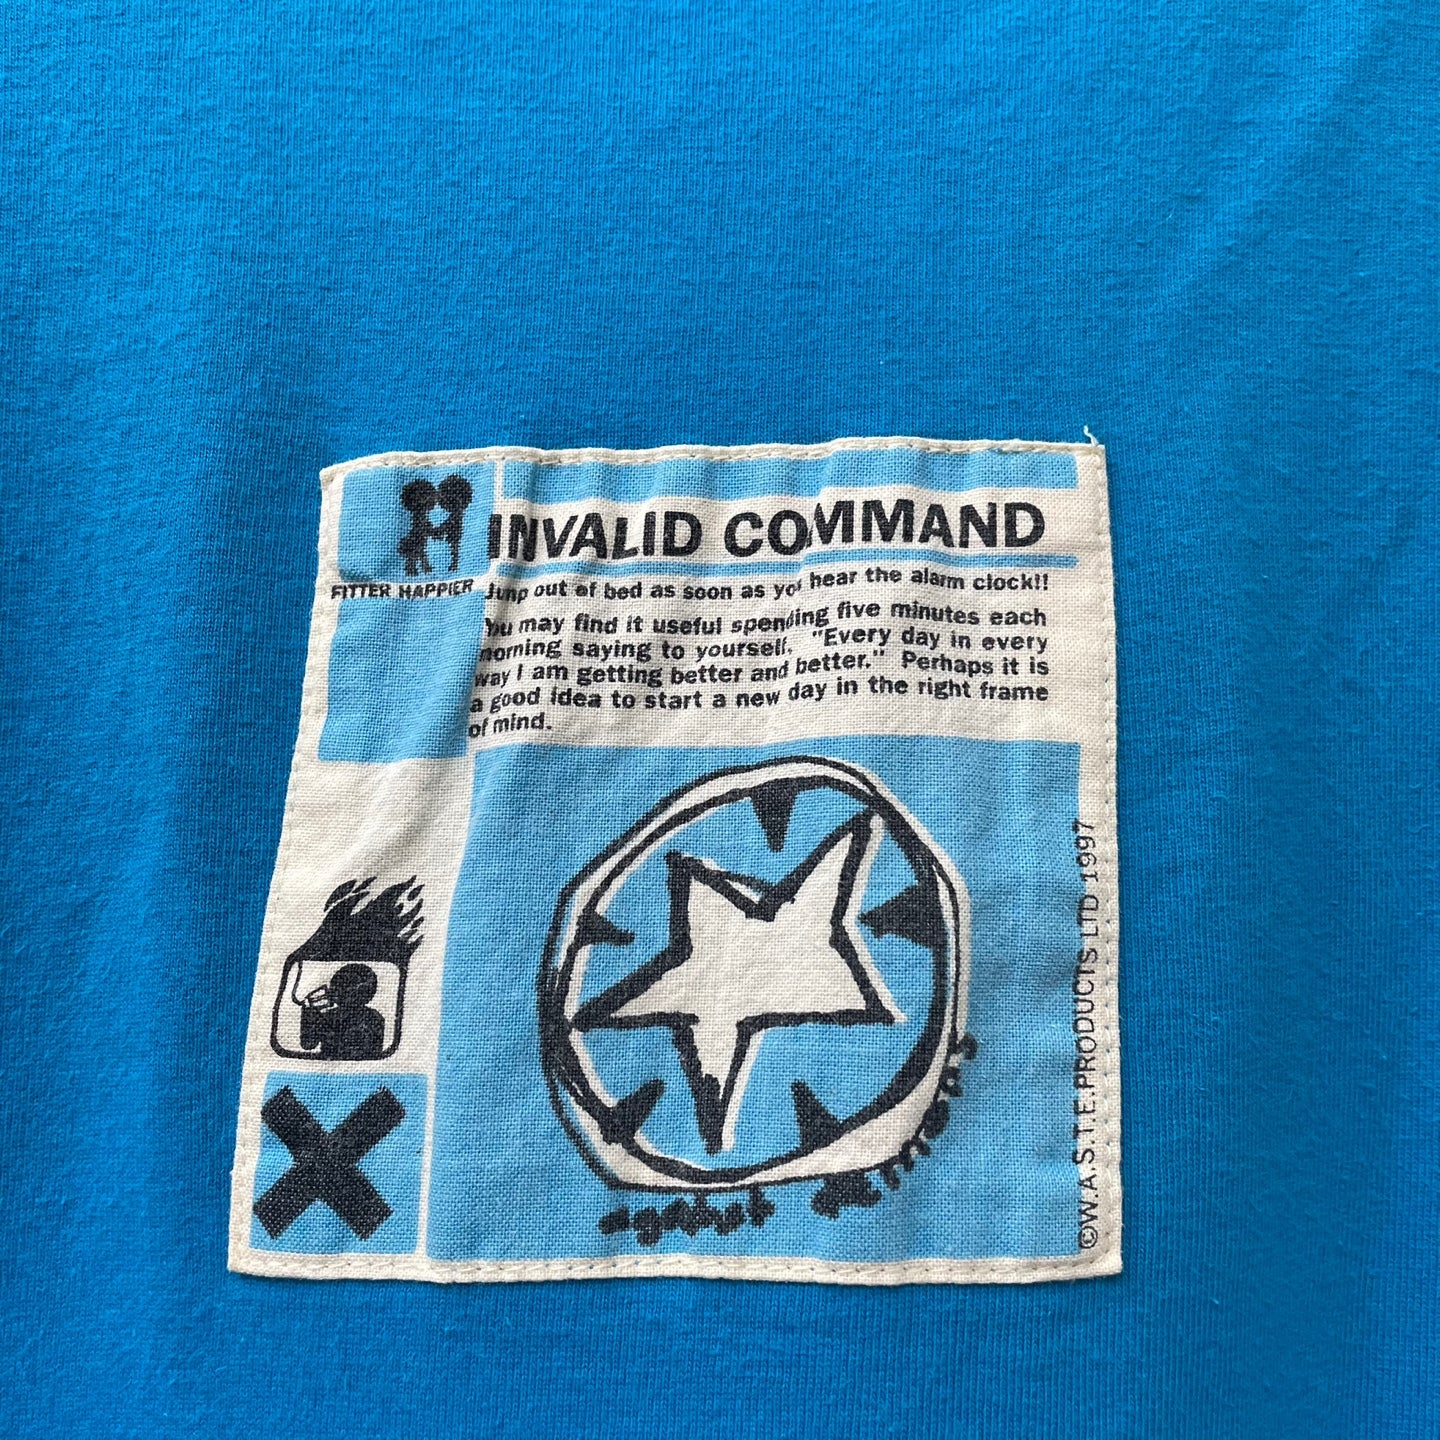 INVALID COMMAND
FITTER HAPPIER
Jump out of bed as soon as you hear the alarm clock!!
You may find it useful spending five minutes each
morning saying to yourself, "Every day in every
way I am getting better and better." Perhaps it is
a good idea to start a new day in the right frame
of mind.
against demons
©W.A.S.T.E.PRODUCTS LTD 1997